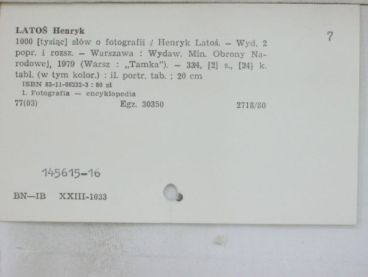 LATOŚ Henryk
7
1000 [tysiąc] słów o fotografii / Henryk Latoś. – Wyd. 2
popr. i rozsz. – Warszawa : Wydaw. Min. Obrony Na-
rodowej, 1979 (Warsz : „Tamka"). – 334, [2] s., [24] k.
tabl. (w tym kolor.) : il. portr. tab. ; 20 cm
ISBN 83-11-06232-3 : 80 zł
1. Fotografia — encyklopedia
77(03) Egz. 30350 2718/80
145615-16
BN—IB XXIII-1033